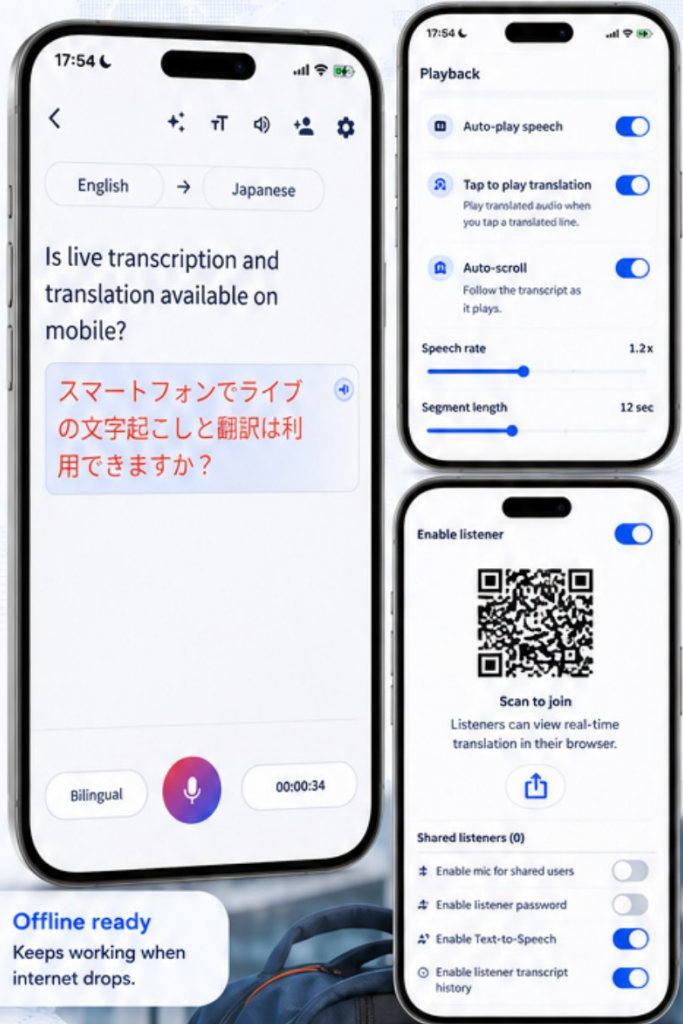 17:54
English → Japanese
Is live transcription and
translation available on
mobile?
スマートフォンでライブ
の文字起こしと翻訳は利
用できますか？
Bilingual
00:00:34
Offline ready
Keeps working when
internet drops.
17:54
Playback
Auto-play speech
Tap to play translation
Play translated audio when
you tap a translated line.
Auto-scroll
Follow the transcript as
it plays.
Speech rate 1.2x
Segment length 12 sec
Enable listener
Scan to join
Listeners can view real-time
translation in their browser.
Shared listeners (0)
Enable mic for shared users
Enable listener password
Enable Text-to-Speech
Enable listener transcript
history